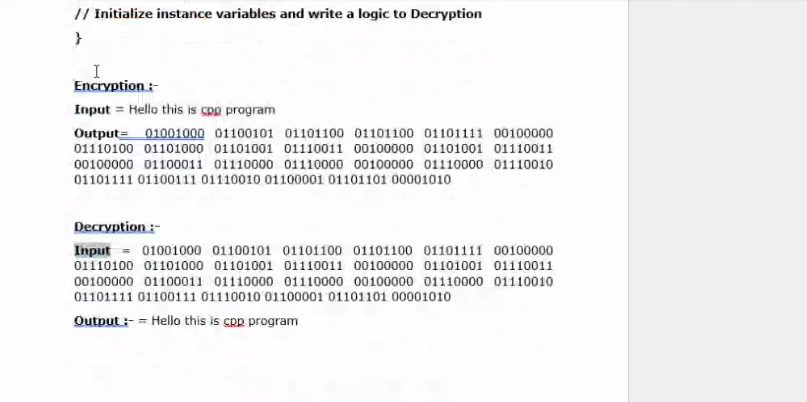 // Initialize instance variables and write a logic to Decryption
}
Encryption :-
Input = Hello this is cpp program
Output= 01001000 01100101 01101100 01101100 01101111 00100000
01110100 01101000 01101001 01110011 00100000 01101001 01110011
00100000 01100011 01110000 01110000 00100000 01110000 01110010
01101111 01100111 01110010 01100001 01101101 00001010
Decryption :-
Input = 01001000 01100101 01101100 01101100 01101111 00100000
01110100 01101000 01101001 01110011 00100000 01101001 01110011
00100000 01100011 01110000 01110000 00100000 01110000 01110010
01101111 01100111 01110010 01100001 01101101 00001010
Output :- = Hello this is cpp program